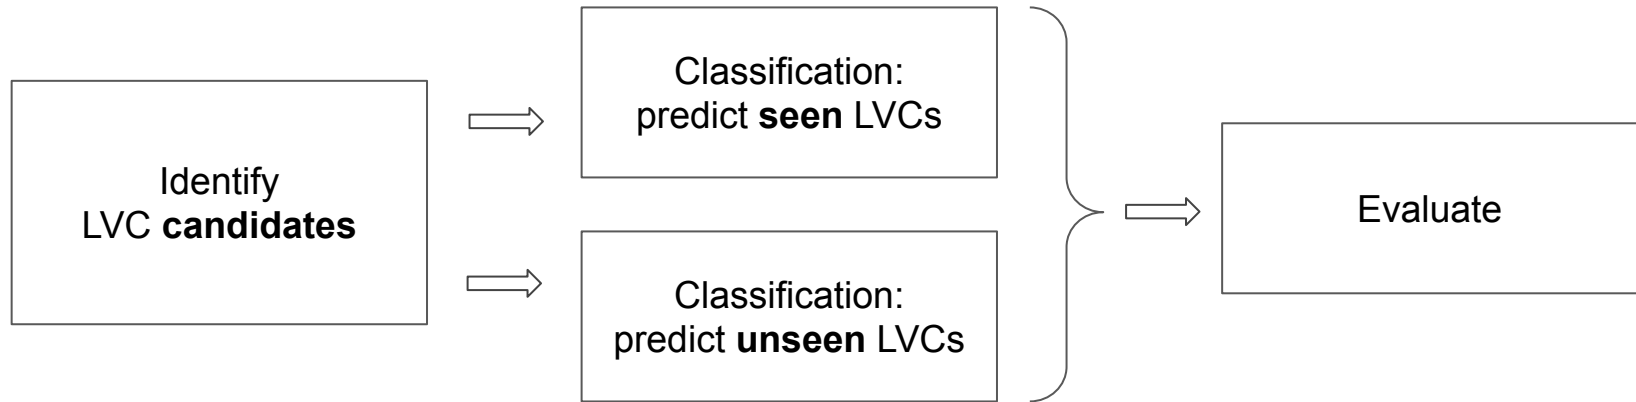 Identify
LVC candidates
Classification:
predict seen LVCs
Classification:
predict unseen LVCs
Evaluate